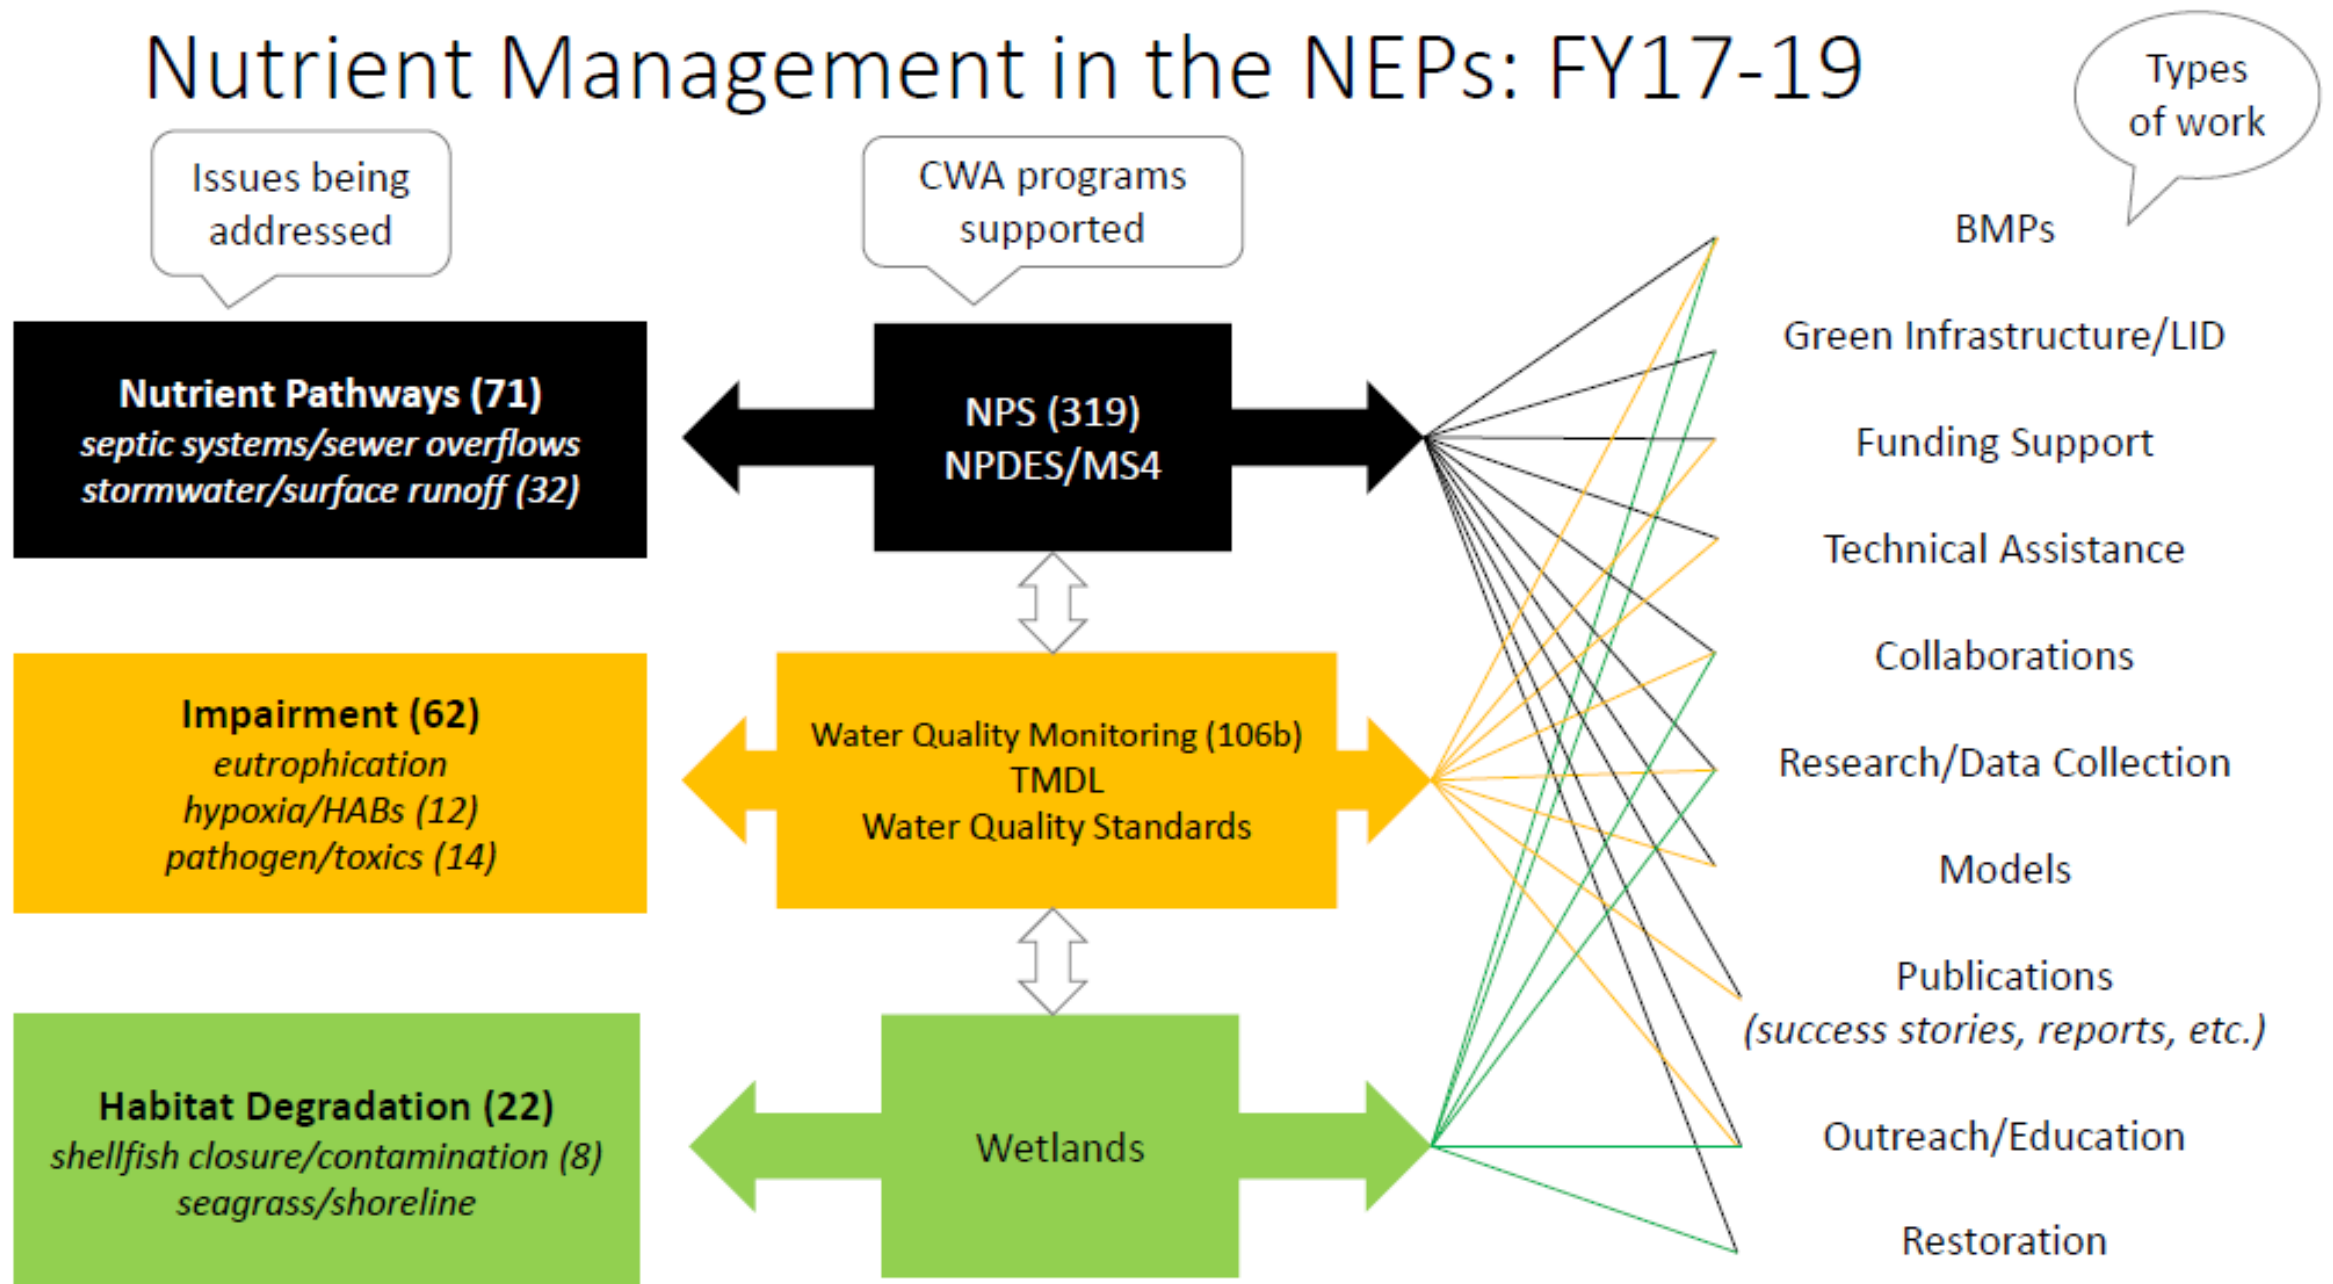 Nutrient Management in the NEPs: FY17-19
Types
of work
Issues being
addressed
CWA programs
supported
Nutrient Pathways (71)
septic systems/sewer overflows
stormwater/surface runoff (32)
NPS (319)
NPDES/MS4
Impairment (62)
eutrophication
hypoxia/HABs (12)
pathogen/toxics (14)
Water Quality Monitoring (106b)
TMDL
Water Quality Standards
Habitat Degradation (22)
shellfish closure/contamination (8)
seagrass/shoreline
Wetlands
BMPs
Green Infrastructure/LID
Funding Support
Technical Assistance
Collaborations
Research/Data Collection
Models
Publications
(success stories, reports, etc.)
Outreach/Education
Restoration